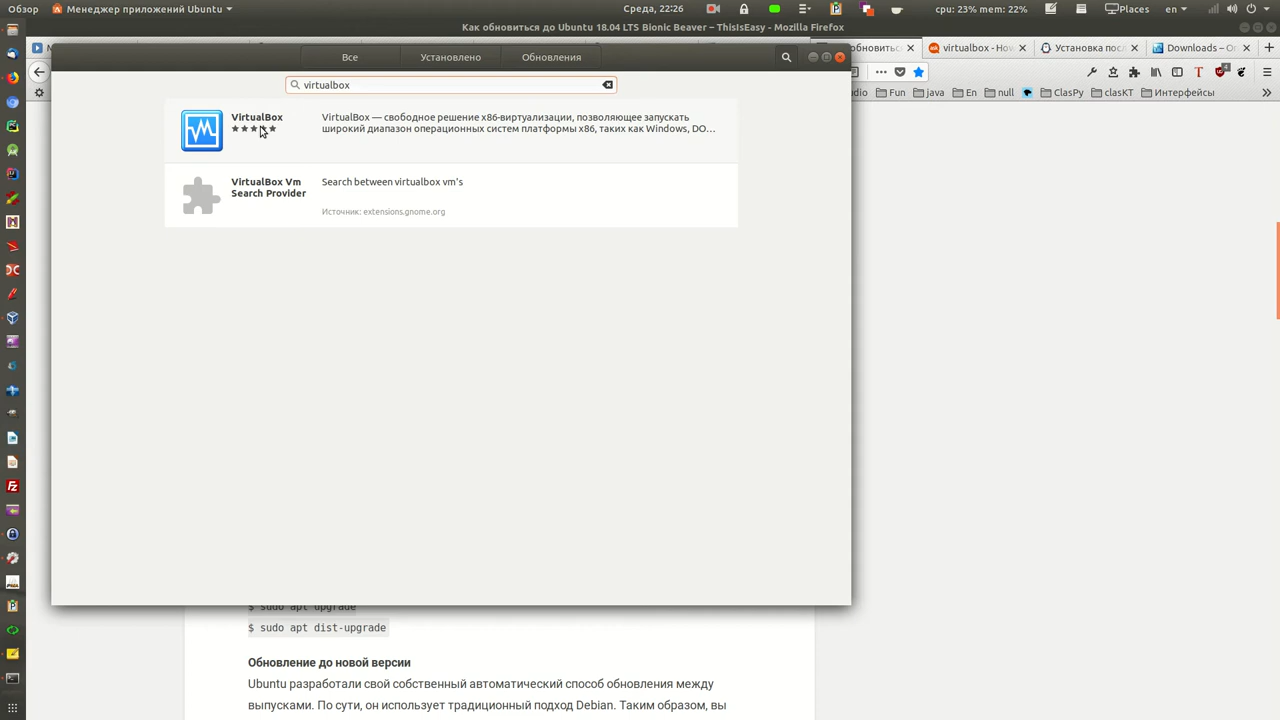 Менеджер приложений Ubuntu
Среда, 22:26
cpu: 23% mem: 22%
Places
en
Как обновиться до Ubuntu 18.04 LTS Bionic Beaver – ThisIsEasy - Mozilla Firefox
virtualbox - How
Установка пос
Downloads – O
Fun
java
En
null
ClasPy
clasKT
Интерфейсы
Все
Установлено
Обновления
virtualbox
VirtualBox
VirtualBox — свободное решение x86-виртуализации, позволяющее запускать
широкий диапазон операционных систем платформы x86, таких как Windows, DO…
VirtualBox Vm
Search Provider
Search between virtualbox vm's
Источник: extensions.gnome.org
$ sudo apt upgrade
$ sudo apt dist-upgrade
Обновление до новой версии
Ubuntu разработали свой собственный автоматический способ обновления между
выпусками. По сути, он использует традиционный подход Debian. Таким образом, вы